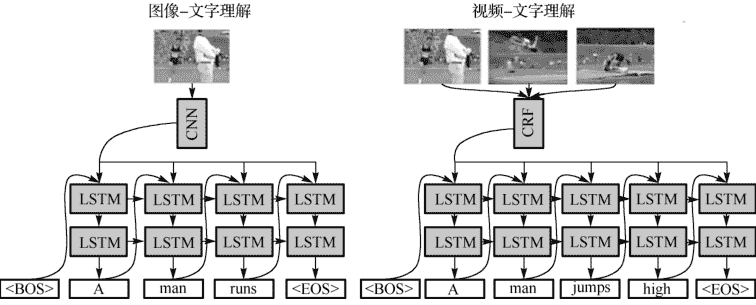 图像-文字理解 视频-文字理解
CNN CRF
LSTM LSTM LSTM LSTM LSTM LSTM LSTM LSTM LSTM
LSTM LSTM LSTM LSTM LSTM LSTM LSTM LSTM LSTM
<BOS> A man runs <EOS> <BOS> A man jumps high <EOS>